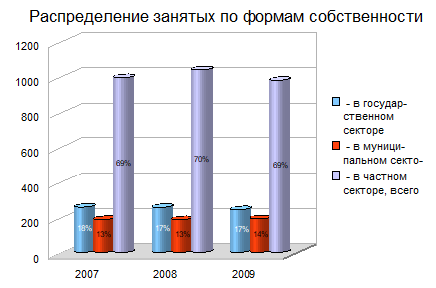 Распределение занятых по формам собственности
1200
1000
800
600
400
200
0
69%
70%
69%
18%
13%
17%
13%
17%
14%
2007
2008
2009
- в государ-
ственном
секторе
- в муници-
пальном секто-
- в частном
секторе, всего